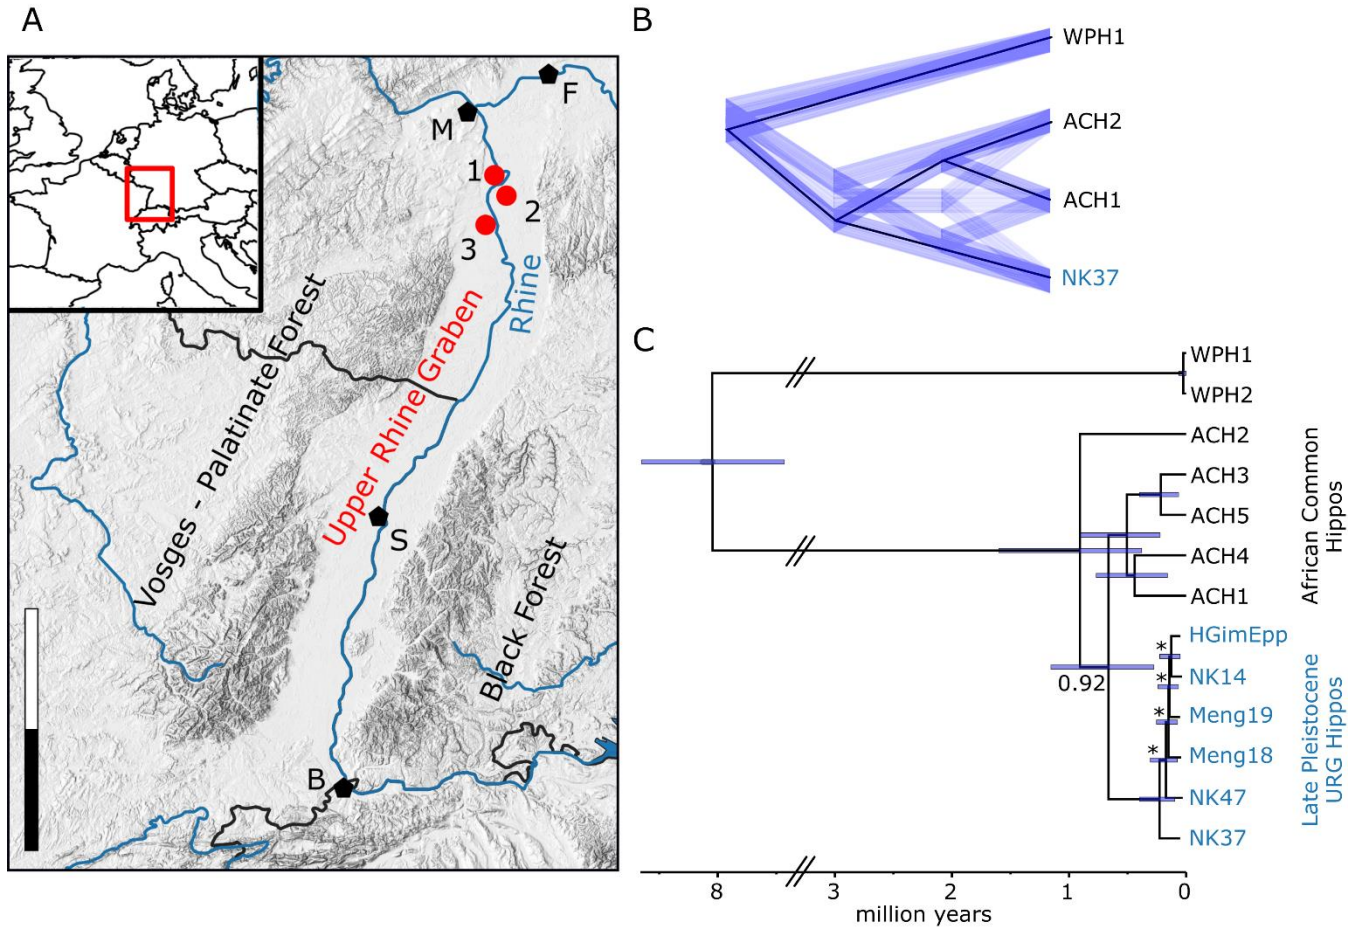 A
F
M
1
2
3
Rhine
Upper Rhine Graben
Vosges - Palatinate Forest
S
Black Forest
B
B
WPH1
ACH2
ACH1
NK37
C
WPH1
WPH2
ACH2
ACH3
ACH5
ACH4
ACH1
African Common
Hippos
HGimEpp
*
NK14
*
Meng19
*
Meng18
*
NK47
NK37
0.92
Late Pleistocene
URG Hippos
8 3 2 1 0
million years